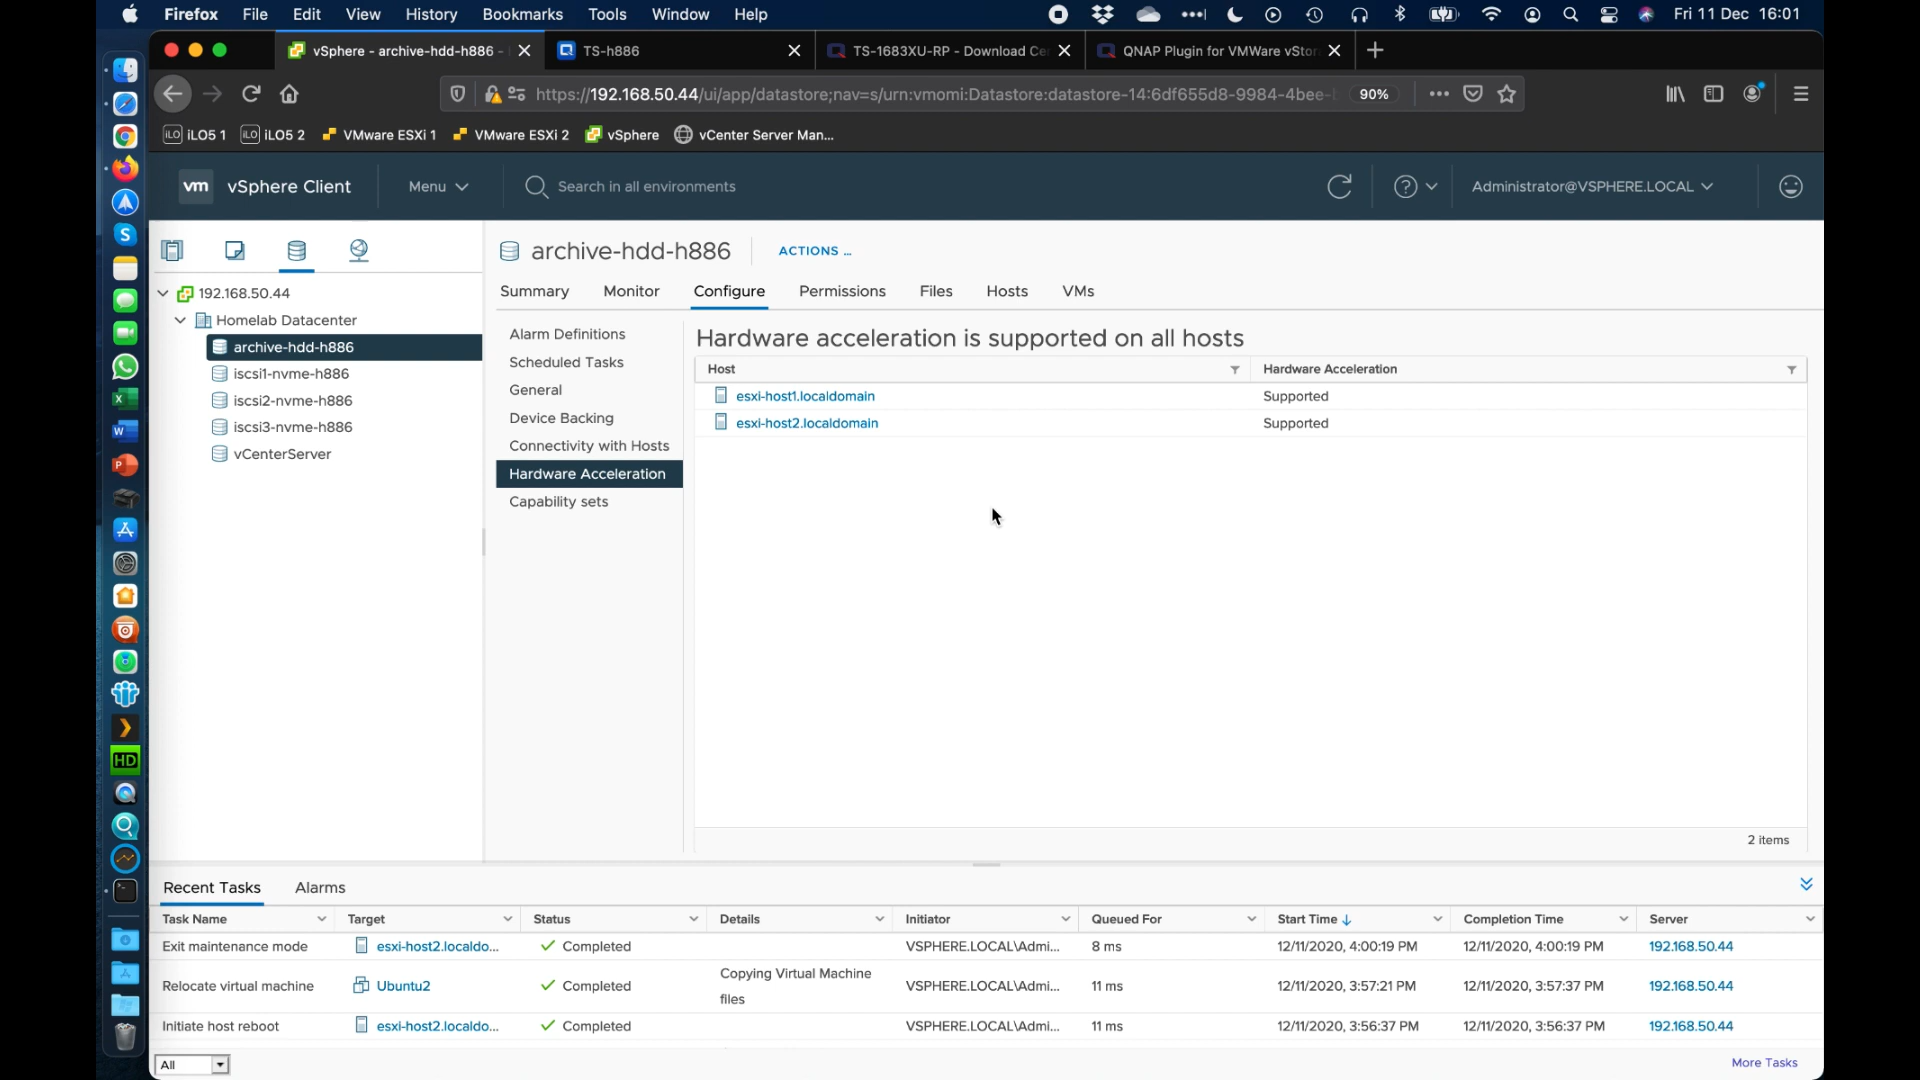 Firefox File Edit View History Bookmarks Tools Window Help Fri 11 Dec 16:01
vSphere - archive-hdd-h886 - TS-h886 TS-1683XU-RP - Download Ce QNAP Plugin for VMWare vStor
https://192.168.50.44/ui/app/datastore;nav=s/urn:vmomi:Datastore:datastore-14:6df655d8-9984-4bee- 90%
iLO iLO5 1 iLO iLO5 2 VMware ESXi 1 VMware ESXi 2 vSphere vCenter Server Man...
vm vSphere Client Menu Search in all environments Administrator@VSPHERE.LOCAL
archive-hdd-h886 ACTIONS ...
Summary Monitor Configure Permissions Files Hosts VMs
192.168.50.44
Homelab Datacenter
archive-hdd-h886
iscsi1-nvme-h886
iscsi2-nvme-h886
iscsi3-nvme-h886
vCenterServer
Alarm Definitions
Scheduled Tasks
General
Device Backing
Connectivity with Hosts
Hardware Acceleration
Capability sets
Hardware acceleration is supported on all hosts
Host Hardware Acceleration
esxi-host1.localdomain Supported
esxi-host2.localdomain Supported
2 items
HD
Recent Tasks Alarms
Task Name Target Status Details Initiator Queued For Start Time Completion Time Server
Exit maintenance mode esxi-host2.localdo... Completed VSPHERE.LOCAL\Admi... 8 ms 12/11/2020, 4:00:19 PM 12/11/2020, 4:00:19 PM 192.168.50.44
Relocate virtual machine Ubuntu2 Completed Copying Virtual Machine files VSPHERE.LOCAL\Admi... 11 ms 12/11/2020, 3:57:21 PM 12/11/2020, 3:57:37 PM 192.168.50.44
Initiate host reboot esxi-host2.localdo... Completed VSPHERE.LOCAL\Admi... 11 ms 12/11/2020, 3:56:37 PM 12/11/2020, 3:56:37 PM 192.168.50.44
All More Tasks